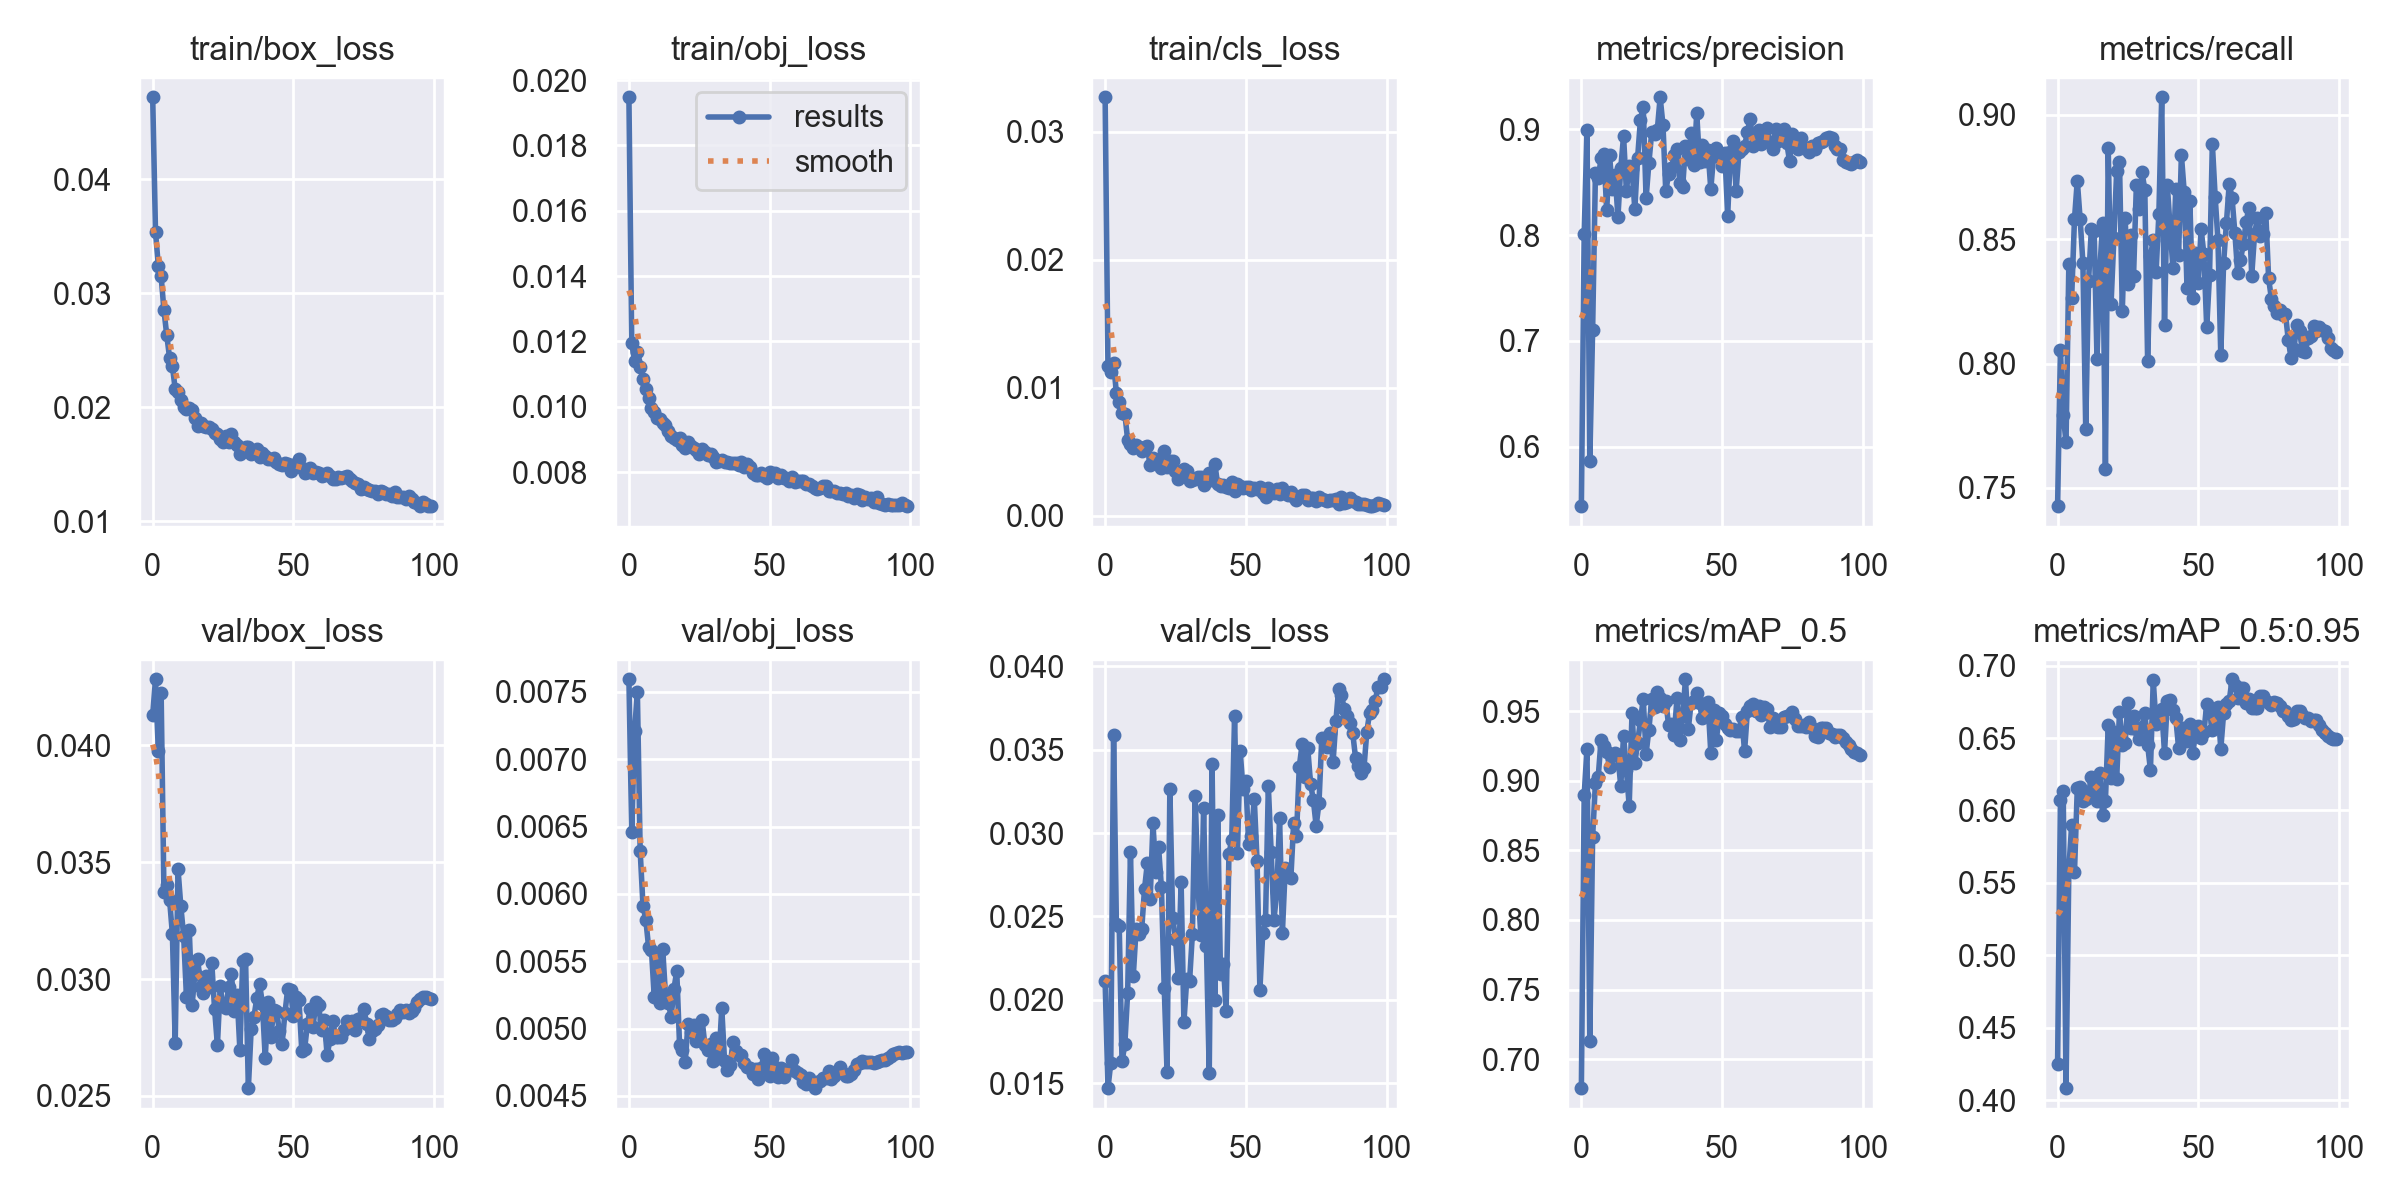 train/box_loss
0.04
0.03
0.02
0.01
0 50 100
train/obj_loss
0.020
0.018
0.016
0.014
0.012
0.010
0.008
results
smooth
0 50 100
train/cls_loss
0.03
0.02
0.01
0.00
0 50 100
metrics/precision
0.9
0.8
0.7
0.6
0 50 100
metrics/recall
0.90
0.85
0.80
0.75
0 50 100
val/box_loss
0.040
0.035
0.030
0.025
0 50 100
val/obj_loss
0.0075
0.0070
0.0065
0.0060
0.0055
0.0050
0.0045
0 50 100
val/cls_loss
0.040
0.035
0.030
0.025
0.020
0.015
0 50 100
metrics/mAP_0.5
0.95
0.90
0.85
0.80
0.75
0.70
0 50 100
metrics/mAP_0.5:0.95
0.70
0.65
0.60
0.55
0.50
0.45
0.40
0 50 100